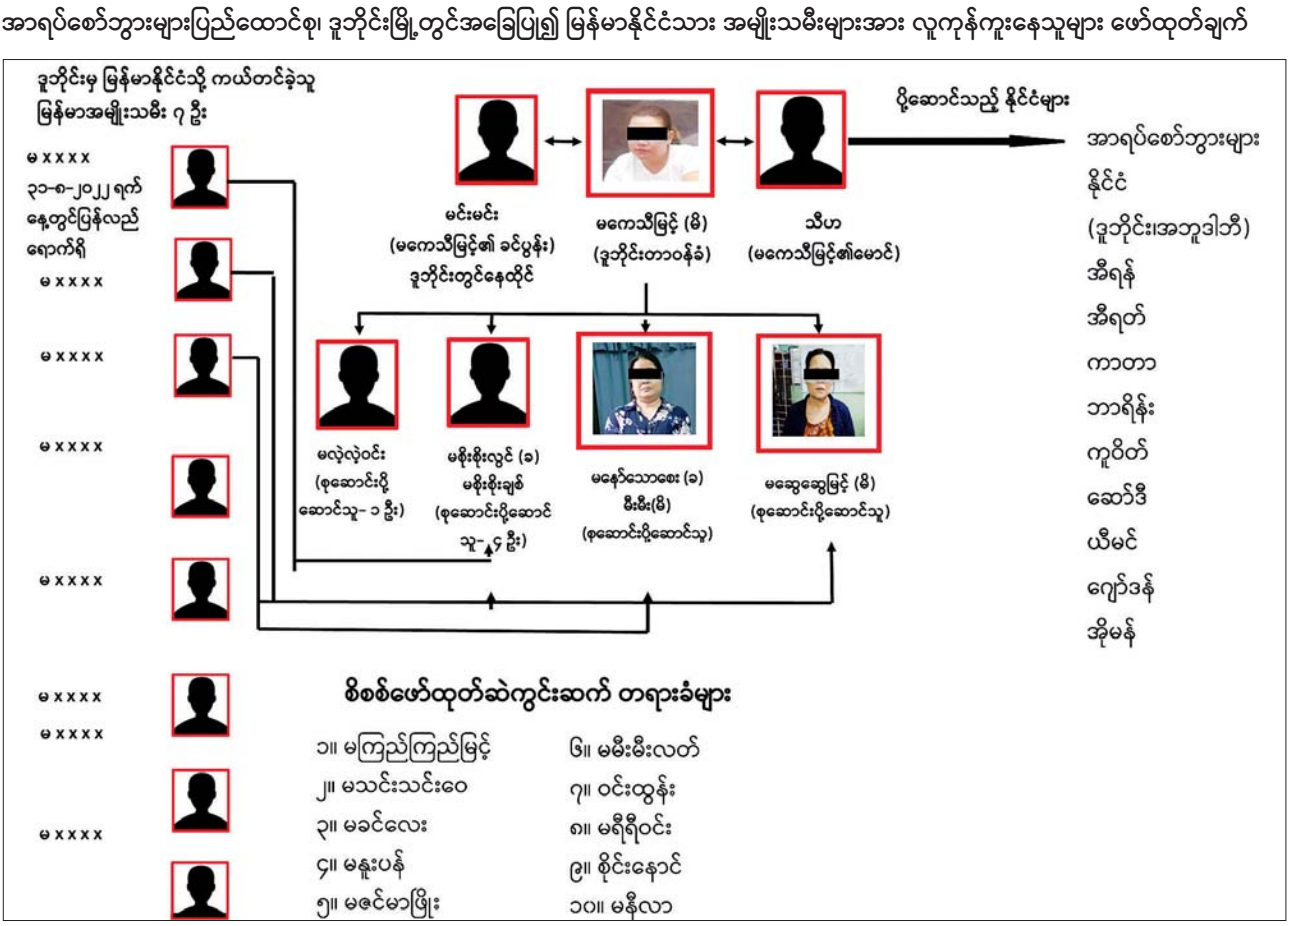 အာရပ်စော်ဘွားများပြည်ထောင်စု၊ ဒူဘိုင်းမြို့တွင်အခြေပြု၍ မြန်မာနိုင်ငံသား အမျိုးသမီးများအား လူကုန်ကူးနေသူများ ဖော်ထုတ်ချက်
ဒူဘိုင်းမှ မြန်မာနိုင်ငံသို့ ကယ်တင်ခဲ့သူ
မြန်မာအမျိုးသမီး ၇ ဦး
မ x x x x
၃၁-၈-၂၀၂၂ ရက်
နေ့တွင်ပြန်လည်
ရောက်ရှိ
မ x x x x
မ x x x x
မ x x x x
မ x x x x
မ x x x x
မ x x x x
မ x x x x
မင်းမင်း
(မကေသီမြင့်၏ ခင်ပွန်း)
ဒူဘိုင်းတွင်နေထိုင်
မကေသီမြင့် (မိ)
(ဒူဘိုင်းတာဝန်ခံ)
သီဟ
(မကေသီမြင့်၏မောင်)
မလဲ့လဲ့ဝင်း
(စုဆောင်းပို့
ဆောင်သူ- ၁ ဦး)
မစိုးစိုးလွင် (ခ)
မစိုးစိုးချစ်
(စုဆောင်းပို့ဆောင်
သူ- ၄ ဦး)
မနော်သောစေး (ခ)
မီးမီး(မိ)
(စုဆောင်းပို့ဆောင်သူ)
မဆွေဆွေမြင့် (မိ)
(စုဆောင်းပို့ဆောင်သူ)
ပို့ဆောင်သည့် နိုင်ငံများ
အာရပ်စော်ဘွားများ
နိုင်ငံ
(ဒူဘိုင်း၊အဘူဒါဘီ)
အီရန်
အီရတ်
ကာတာ
ဘာရိန်း
ကူဝိတ်
ဆော်ဒီ
ယီမင်
ဂျော်ဒန်
အိုမန်
စိစစ်ဖော်ထုတ်ဆဲကွင်းဆက် တရားခံများ
၁။ မကြည်ကြည်မြင့်
၂။ မသင်းသင်းဝေ
၃။ မခင်လေး
၄။ မနူးပန်
၅။ မဇင်မာဖြိုး
၆။ မမီးမီးလတ်
၇။ ဝင်းထွန်း
၈။ မရီရီဝင်း
၉။ စိုင်းနောင်
၁၀။ မနီလာ